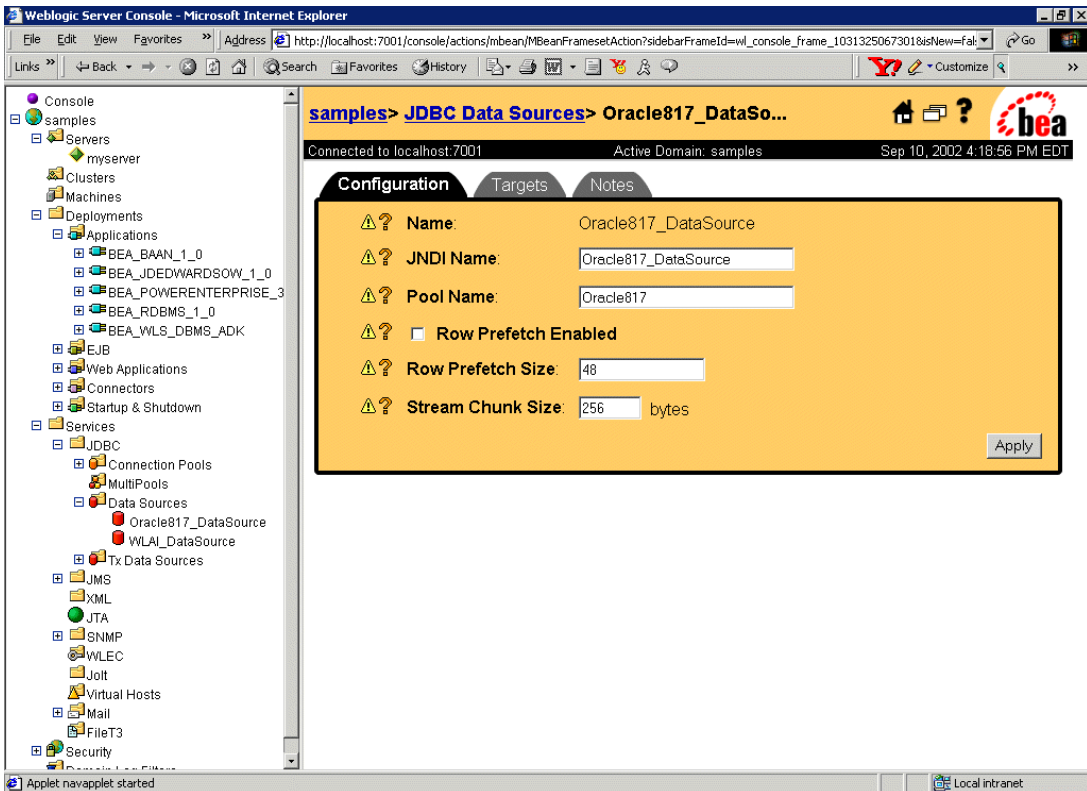 Weblogic Server Console - Microsoft Internet Explorer
File Edit View Favorites » Address http://localhost:7001/console/actions/mbean/MBeanFramesetAction?sidebarFrameId=wl_console_frame_1031325067301&isNew=fal Go
Links » Back Search Favorites History Y! Customize »
Console
samples
Servers
myserver
Clusters
Machines
Deployments
Applications
BEA_BAAN_1_0
BEA_JDEDWARDSOW_1_0
BEA_POWERENTERPRISE_3
BEA_RDBMS_1_0
BEA_WLS_DBMS_ADK
EJB
Web Applications
Connectors
Startup & Shutdown
Services
JDBC
Connection Pools
MultiPools
Data Sources
Oracle817_DataSource
WLAI_DataSource
Tx Data Sources
JMS
XML
JTA
SNMP
WLEC
Jolt
Virtual Hosts
Mail
FileT3
Security
samples> JDBC Data Sources> Oracle817_DataSo...
? bea
Connected to localhost:7001 Active Domain: samples Sep 10, 2002 4:18:56 PM EDT
Configuration Targets Notes
? Name: Oracle817_DataSource
? JNDI Name: Oracle817_DataSource
? Pool Name: Oracle817
? Row Prefetch Enabled
? Row Prefetch Size: 48
? Stream Chunk Size: 256 bytes
Apply
Applet navapplet started Local intranet